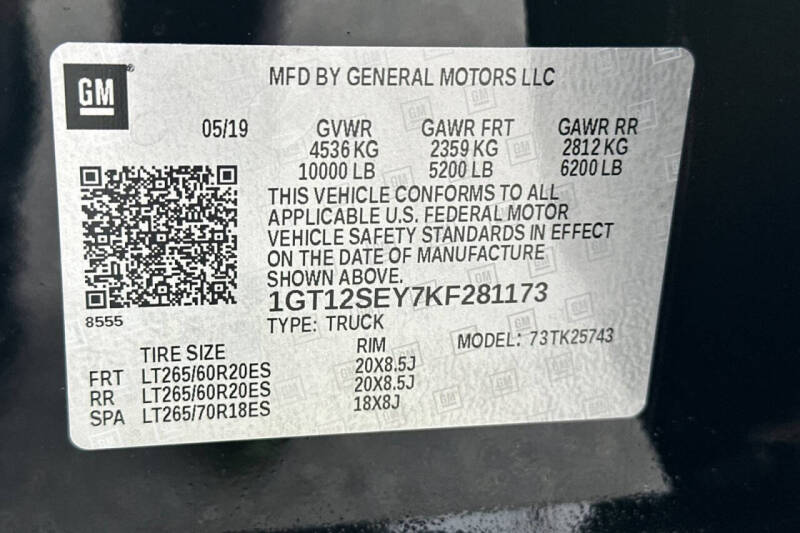 GM
MFD BY GENERAL MOTORS LLC
05/19 GVWR GAWR FRT GAWR RR
4536 KG 2359 KG 2812 KG
10000 LB 5200 LB 6200 LB
THIS VEHICLE CONFORMS TO ALL
APPLICABLE U.S. FEDERAL MOTOR
VEHICLE SAFETY STANDARDS IN EFFECT
ON THE DATE OF MANUFACTURE
SHOWN ABOVE.
8555
1GT12SEY7KF281173
TYPE: TRUCK MODEL: 73TK25743
TIRE SIZE RIM
FRT LT265/60R20ES 20X8.5J
RR LT265/60R20ES 20X8.5J
SPA LT265/70R18ES 18X8J